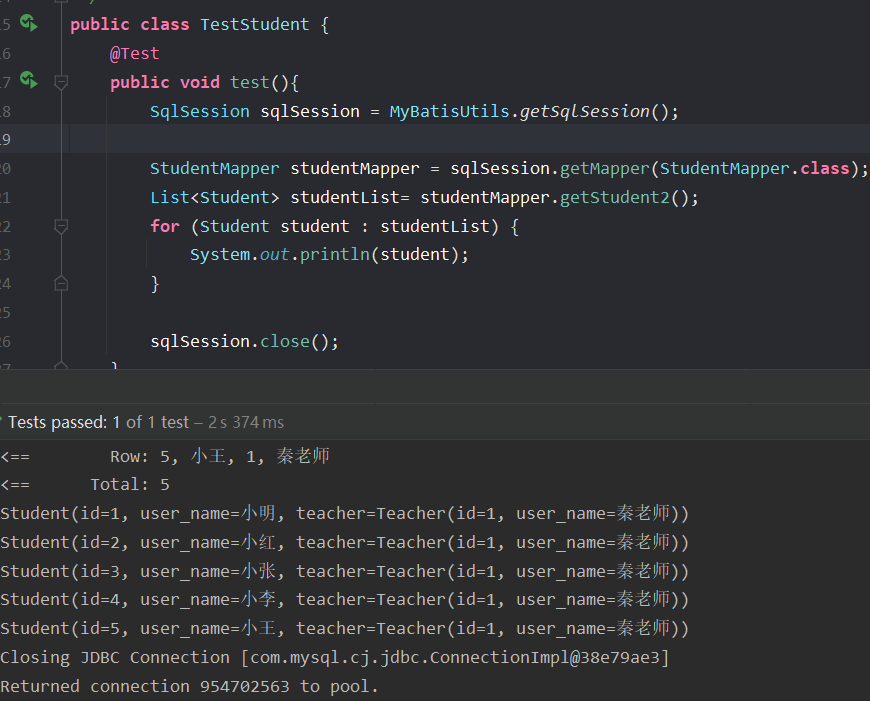 5 public class TestStudent {
6 @Test
7 public void test(){
8 SqlSession sqlSession = MyBatisUtils.getSqlSession();
9
20 StudentMapper studentMapper = sqlSession.getMapper(StudentMapper.class);
21 List<Student> studentList= studentMapper.getStudent2();
22 for (Student student : studentList) {
23 System.out.println(student);
24 }
25
26 sqlSession.close();
27 }
Tests passed: 1 of 1 test – 2 s 374 ms
<== Row: 5, 小王, 1, 秦老师
<== Total: 5
Student(id=1, user_name=小明, teacher=Teacher(id=1, user_name=秦老师))
Student(id=2, user_name=小红, teacher=Teacher(id=1, user_name=秦老师))
Student(id=3, user_name=小张, teacher=Teacher(id=1, user_name=秦老师))
Student(id=4, user_name=小李, teacher=Teacher(id=1, user_name=秦老师))
Student(id=5, user_name=小王, teacher=Teacher(id=1, user_name=秦老师))
Closing JDBC Connection [com.mysql.cj.jdbc.ConnectionImpl@38e79ae3]
Returned connection 954702563 to pool.